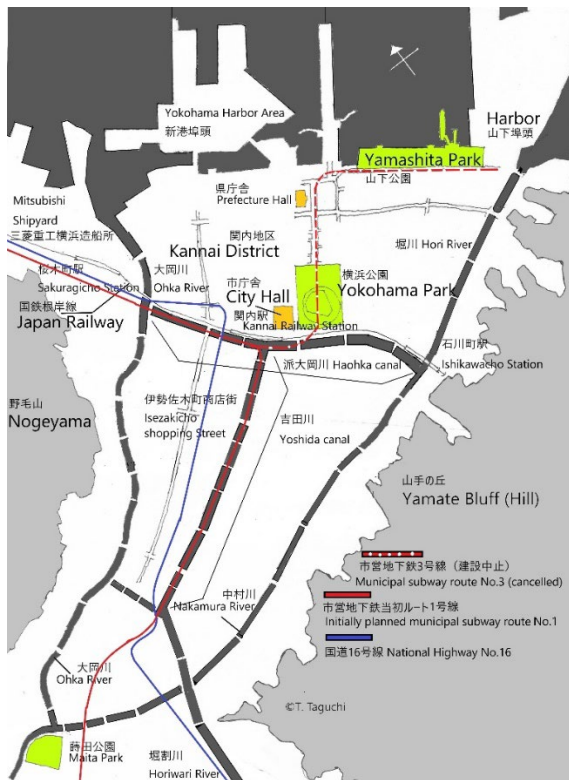 Yokohama Harbor Area
新港埠頭
Harbor
山下埠頭
Yamashita Park
山下公園
県庁舎
Prefecture Hall
Mitsubishi
Shipyard
三菱重工横浜造船所
関内地区
Kannai District
堀川 Hori River
桜木町駅
Sakuragicho Station
大岡川
Ohka River
市庁舎
City Hall
横浜公園
Yokohama Park
国鉄根岸線
Japan Railway
関内駅
Kannai Railway Station
石川町駅
Ishikawacho Station
派大岡川 Haohka canal
野毛山
Nogeyama
伊勢佐木町商店街
Isezakicho
shopping Street
吉田川
Yoshida canal
山手の丘
Yamate Bluff (Hill)
市営地下鉄3号線（建設中止）
Municipal subway route No.3 (cancelled)
市営地下鉄当初ルート1号線
Initially planned municipal subway route No.1
国道16号線 National Highway No.16
中村川
Nakamura River
大岡川
Ohka River
©T. Taguchi
蒔田公園
Maita Park
堀割川
Horiwari River